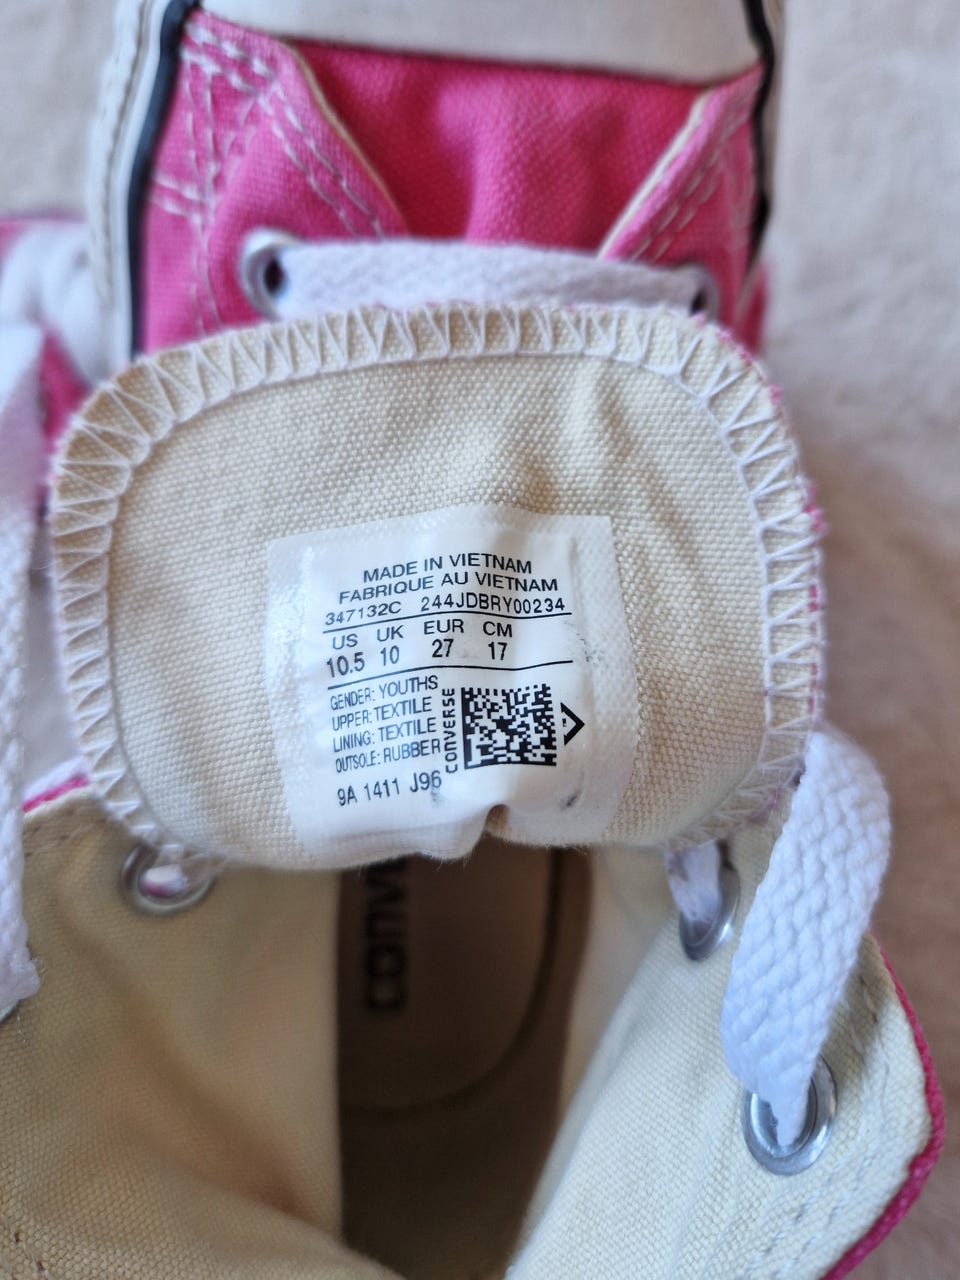 MADE IN VIETNAM
FABRIQUE AU VIETNAM
347132C 244JDBRY00234
US UK EUR CM
10.5 10 27 17
GENDER: YOUTHS
UPPER: TEXTILE
LINING: TEXTILE
OUTSOLE: RUBBER
CONVERSE
9A 1411 J96
CONV